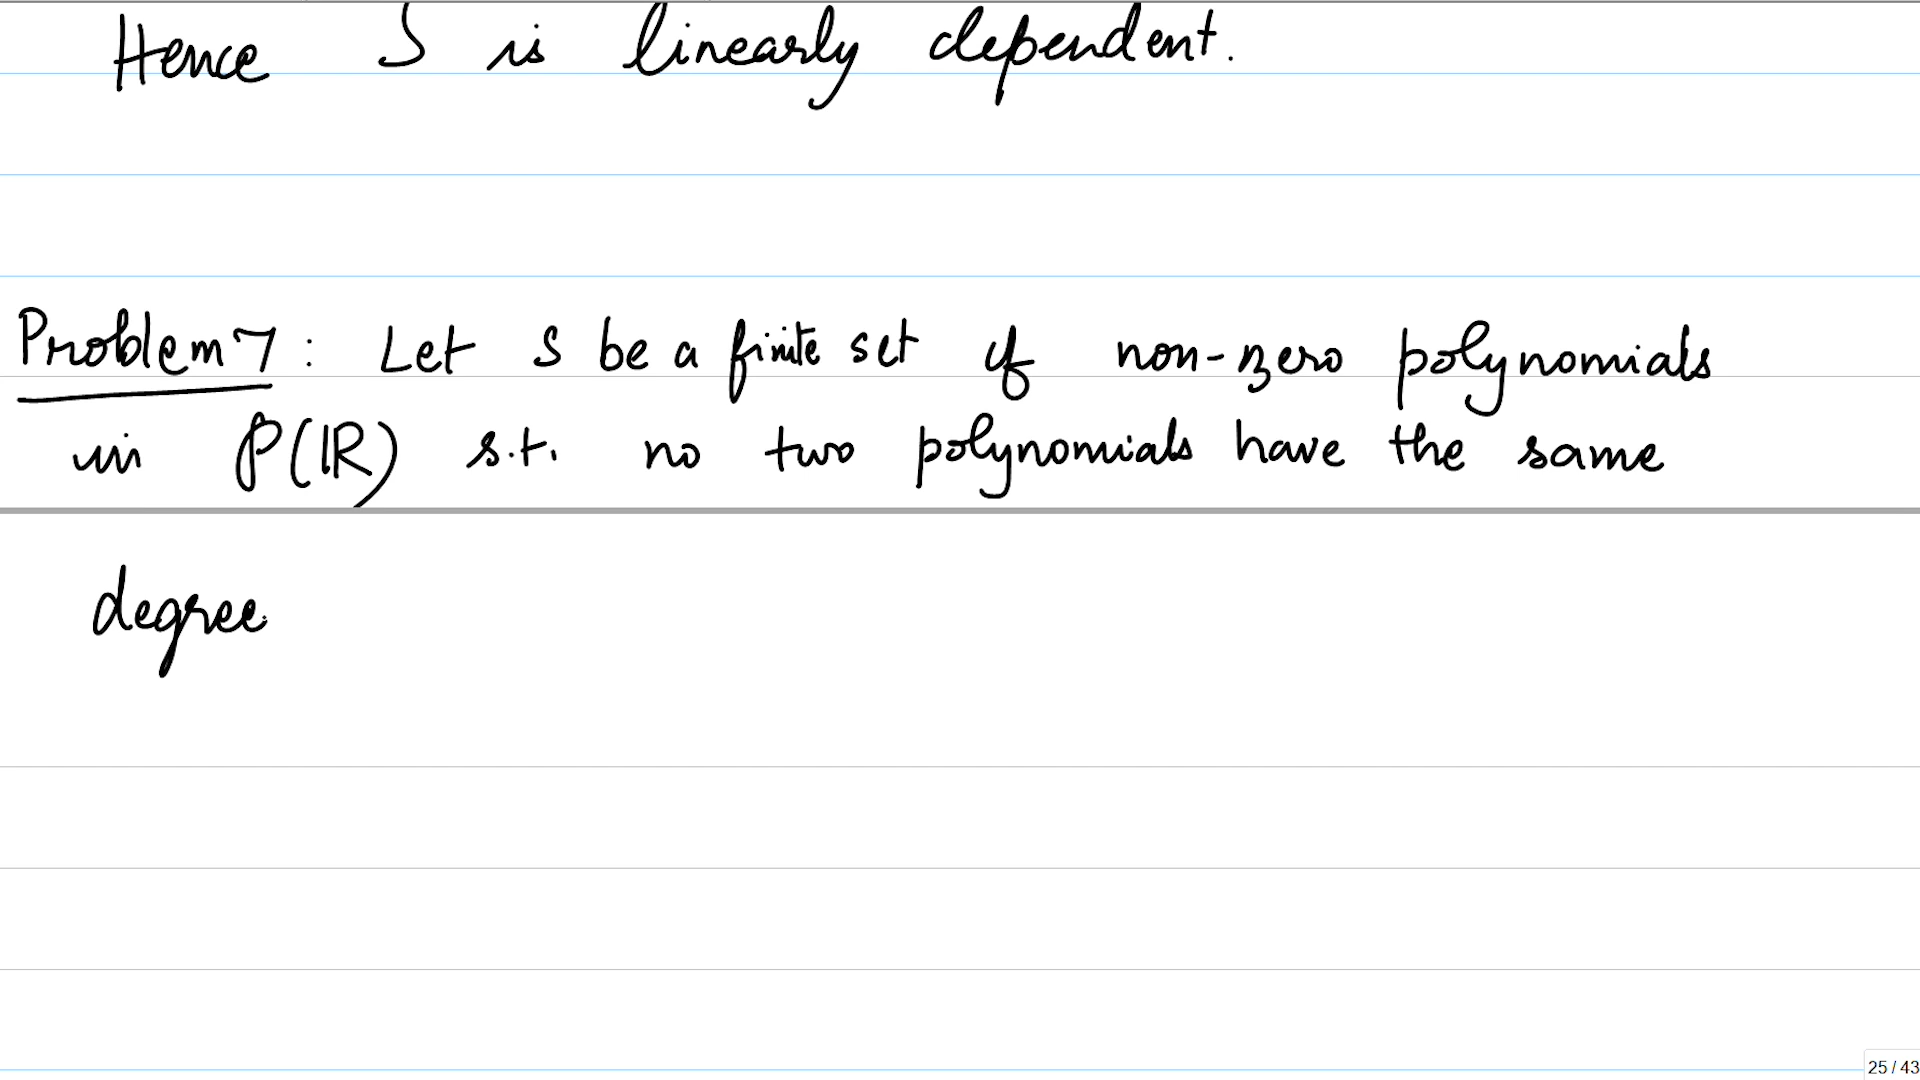 Hence S is linearly dependent.
Problem 7 : Let S be a finite set of non-zero polynomials
in P(IR) s.t. no two polynomials have the same
degree.
25 / 43